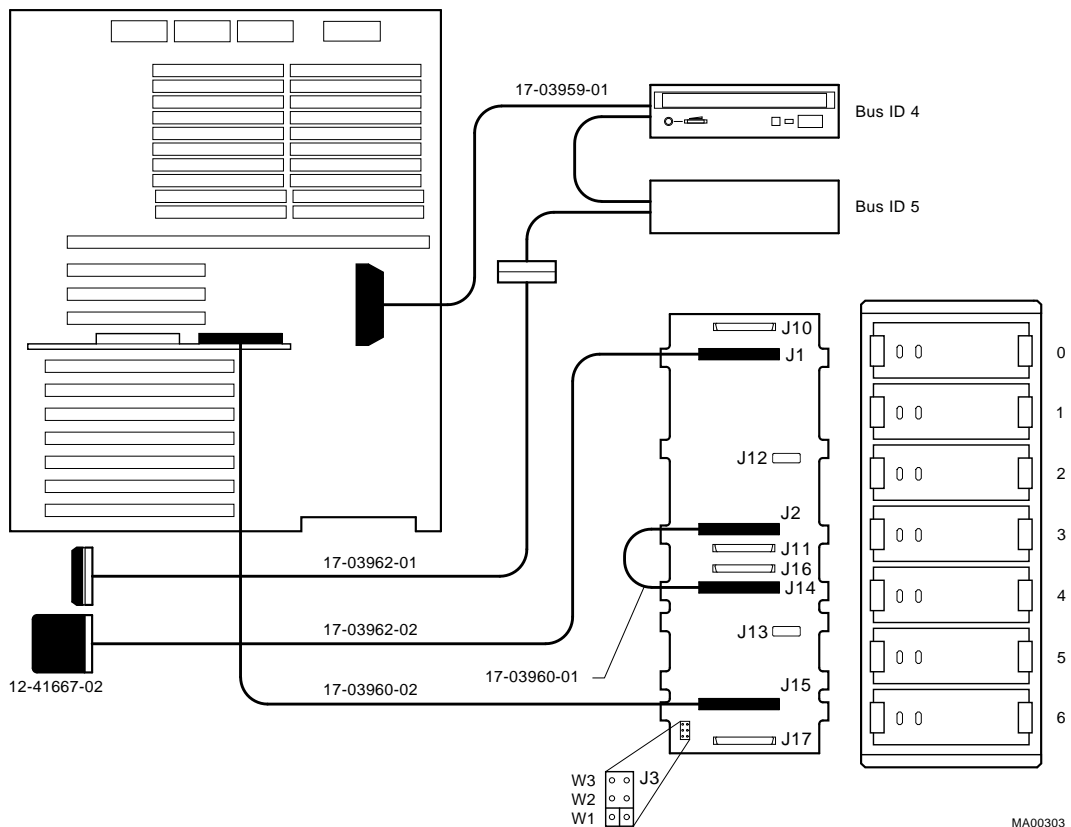 17-03959-01
Bus ID 4
Bus ID 5
J10
J1
0
1
J12
2
J2
3
J11
17-03962-01
J16
J14
4
17-03962-02
J13
5
12-41667-02
17-03960-01
17-03960-02
J15
6
J17
W3
J3
W2
W1
MA00303